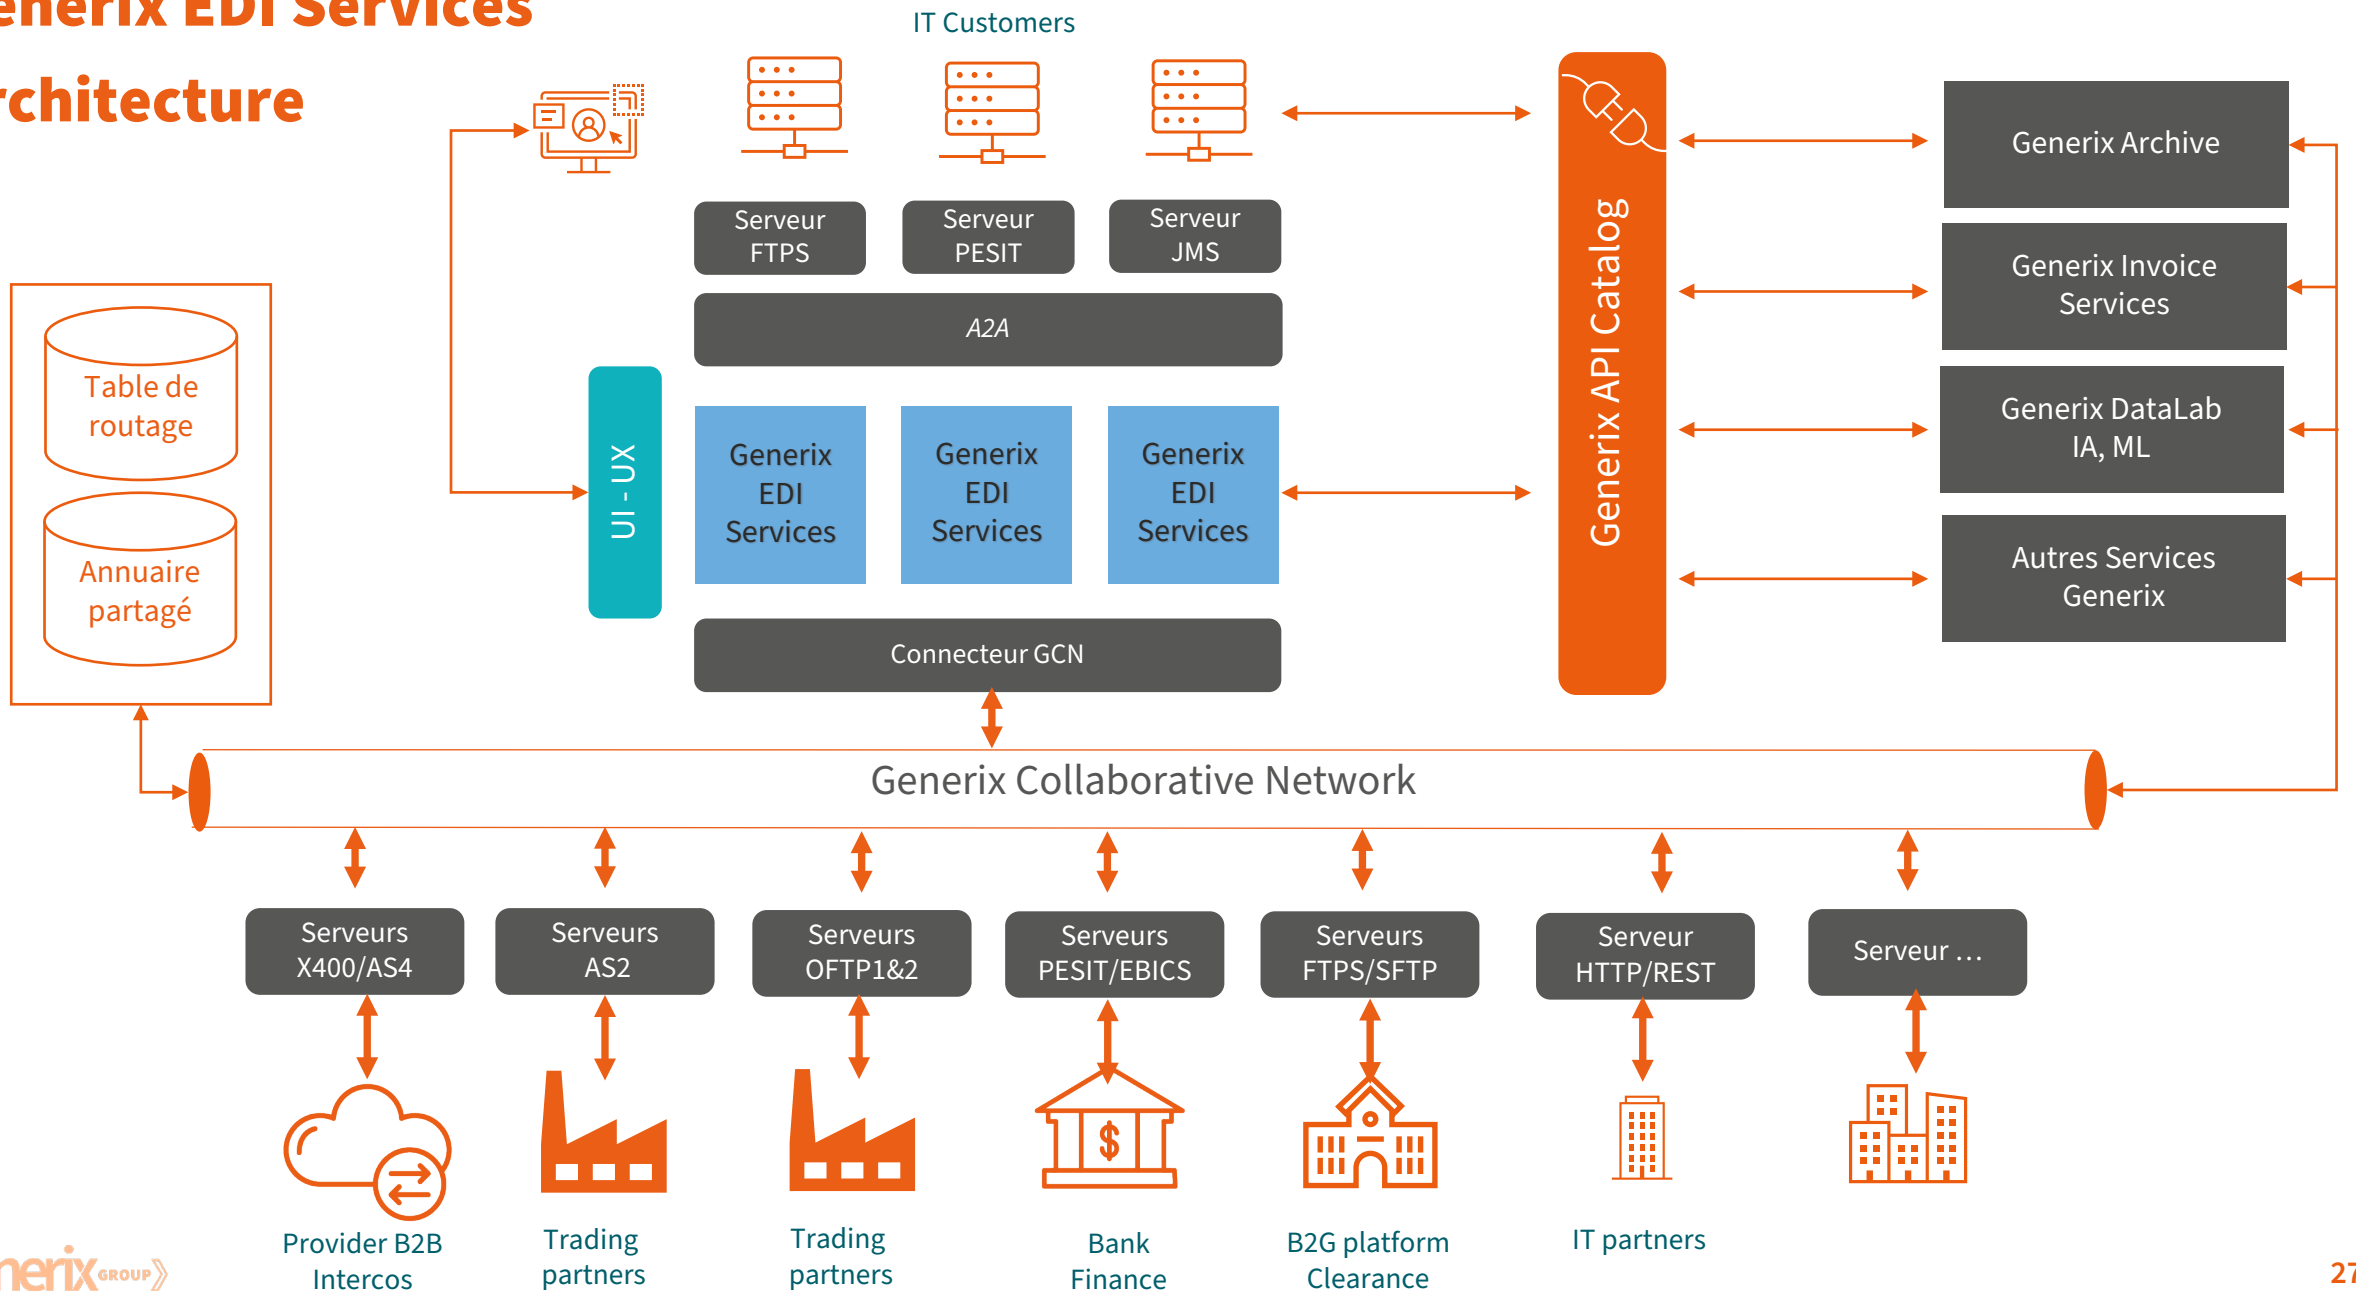 enerix EDI Services
rchitecture
IT Customers
Serveur
FTPS
Serveur
PESIT
Serveur
JMS
A2A
Table de
routage
Annuaire
partagé
UI - UX
Generix
EDI
Services
Generix
EDI
Services
Generix
EDI
Services
Connecteur GCN
Generix API Catalog
Generix Archive
Generix Invoice
Services
Generix DataLab
IA, ML
Autres Services
Generix
Generix Collaborative Network
Serveurs
X400/AS4
Serveurs
AS2
Serveurs
OFTP1&2
Serveurs
PESIT/EBICS
Serveurs
FTPS/SFTP
Serveur
HTTP/REST
Serveur ...
$
Provider B2B
Intercos
Trading
partners
Trading
partners
Bank
Finance
B2G platform
Clearance
IT partners
nerix GROUP
27